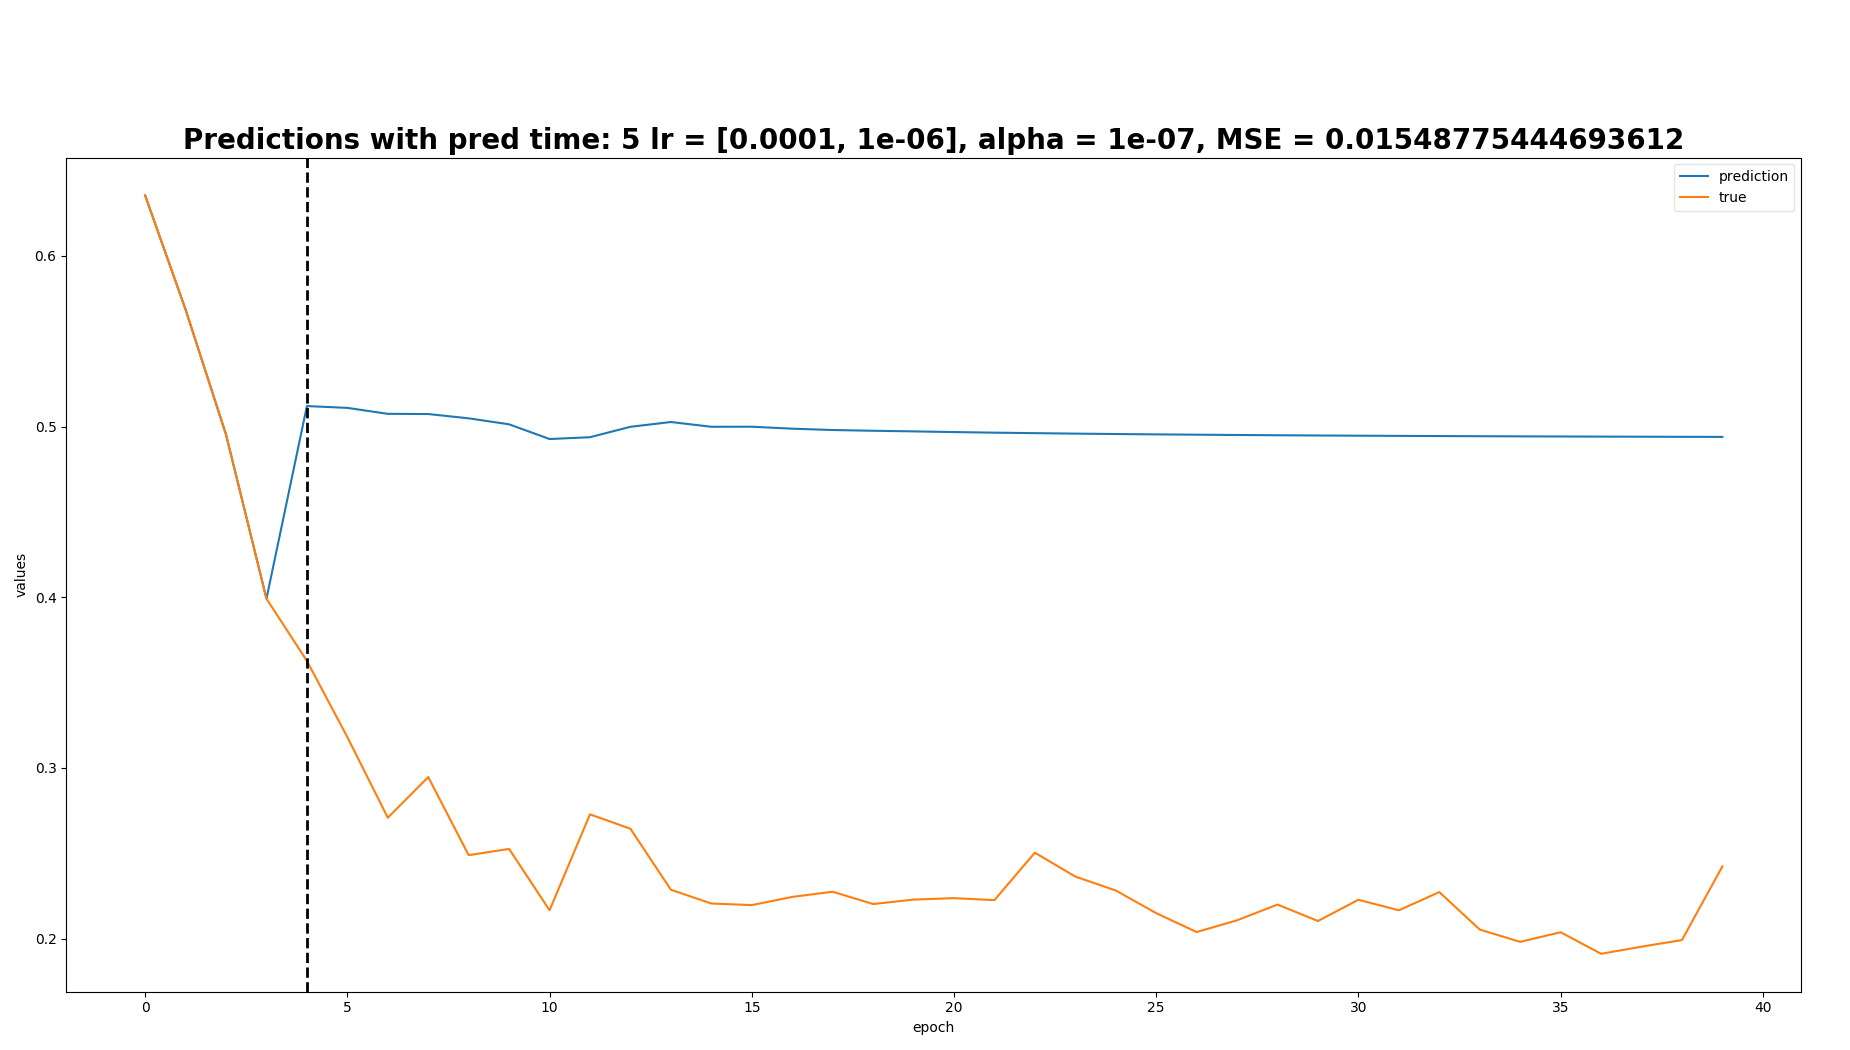 Predictions with pred time: 5 lr = [0.0001, 1e-06], alpha = 1e-07, MSE = 0.01548775444693612
prediction
true
values
0.6
0.5
0.4
0.3
0.2
0 5 10 15 20 25 30 35 40
epoch